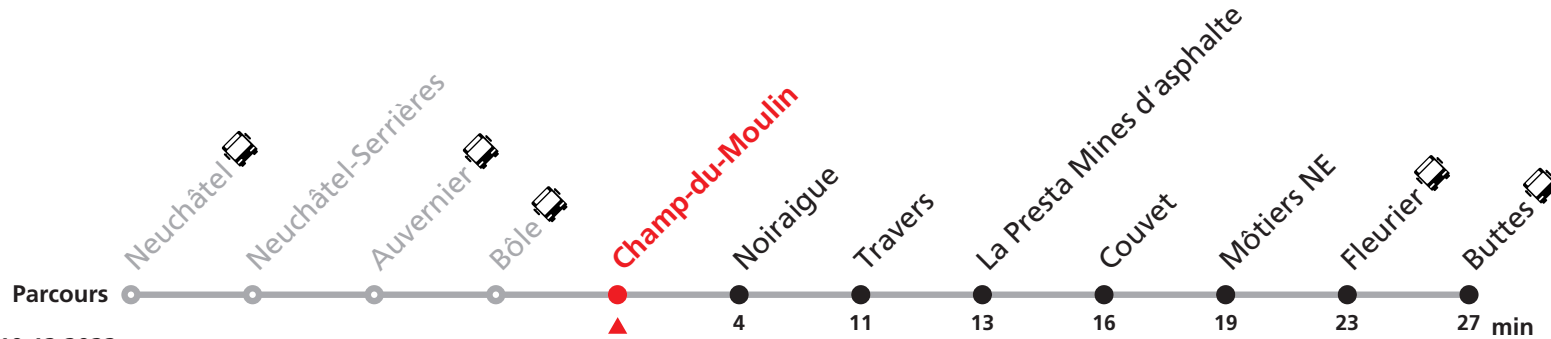 Neuchâtel
Neuchâtel-Serrières
Auvernier
Bôle
Champ-du-Moulin
Noiraigue
Travers
La Presta Mines d'asphalte
Couvet
Môtiers NE
Fleurier
Buttes
Parcours
4 11 13 16 19 23 27 min